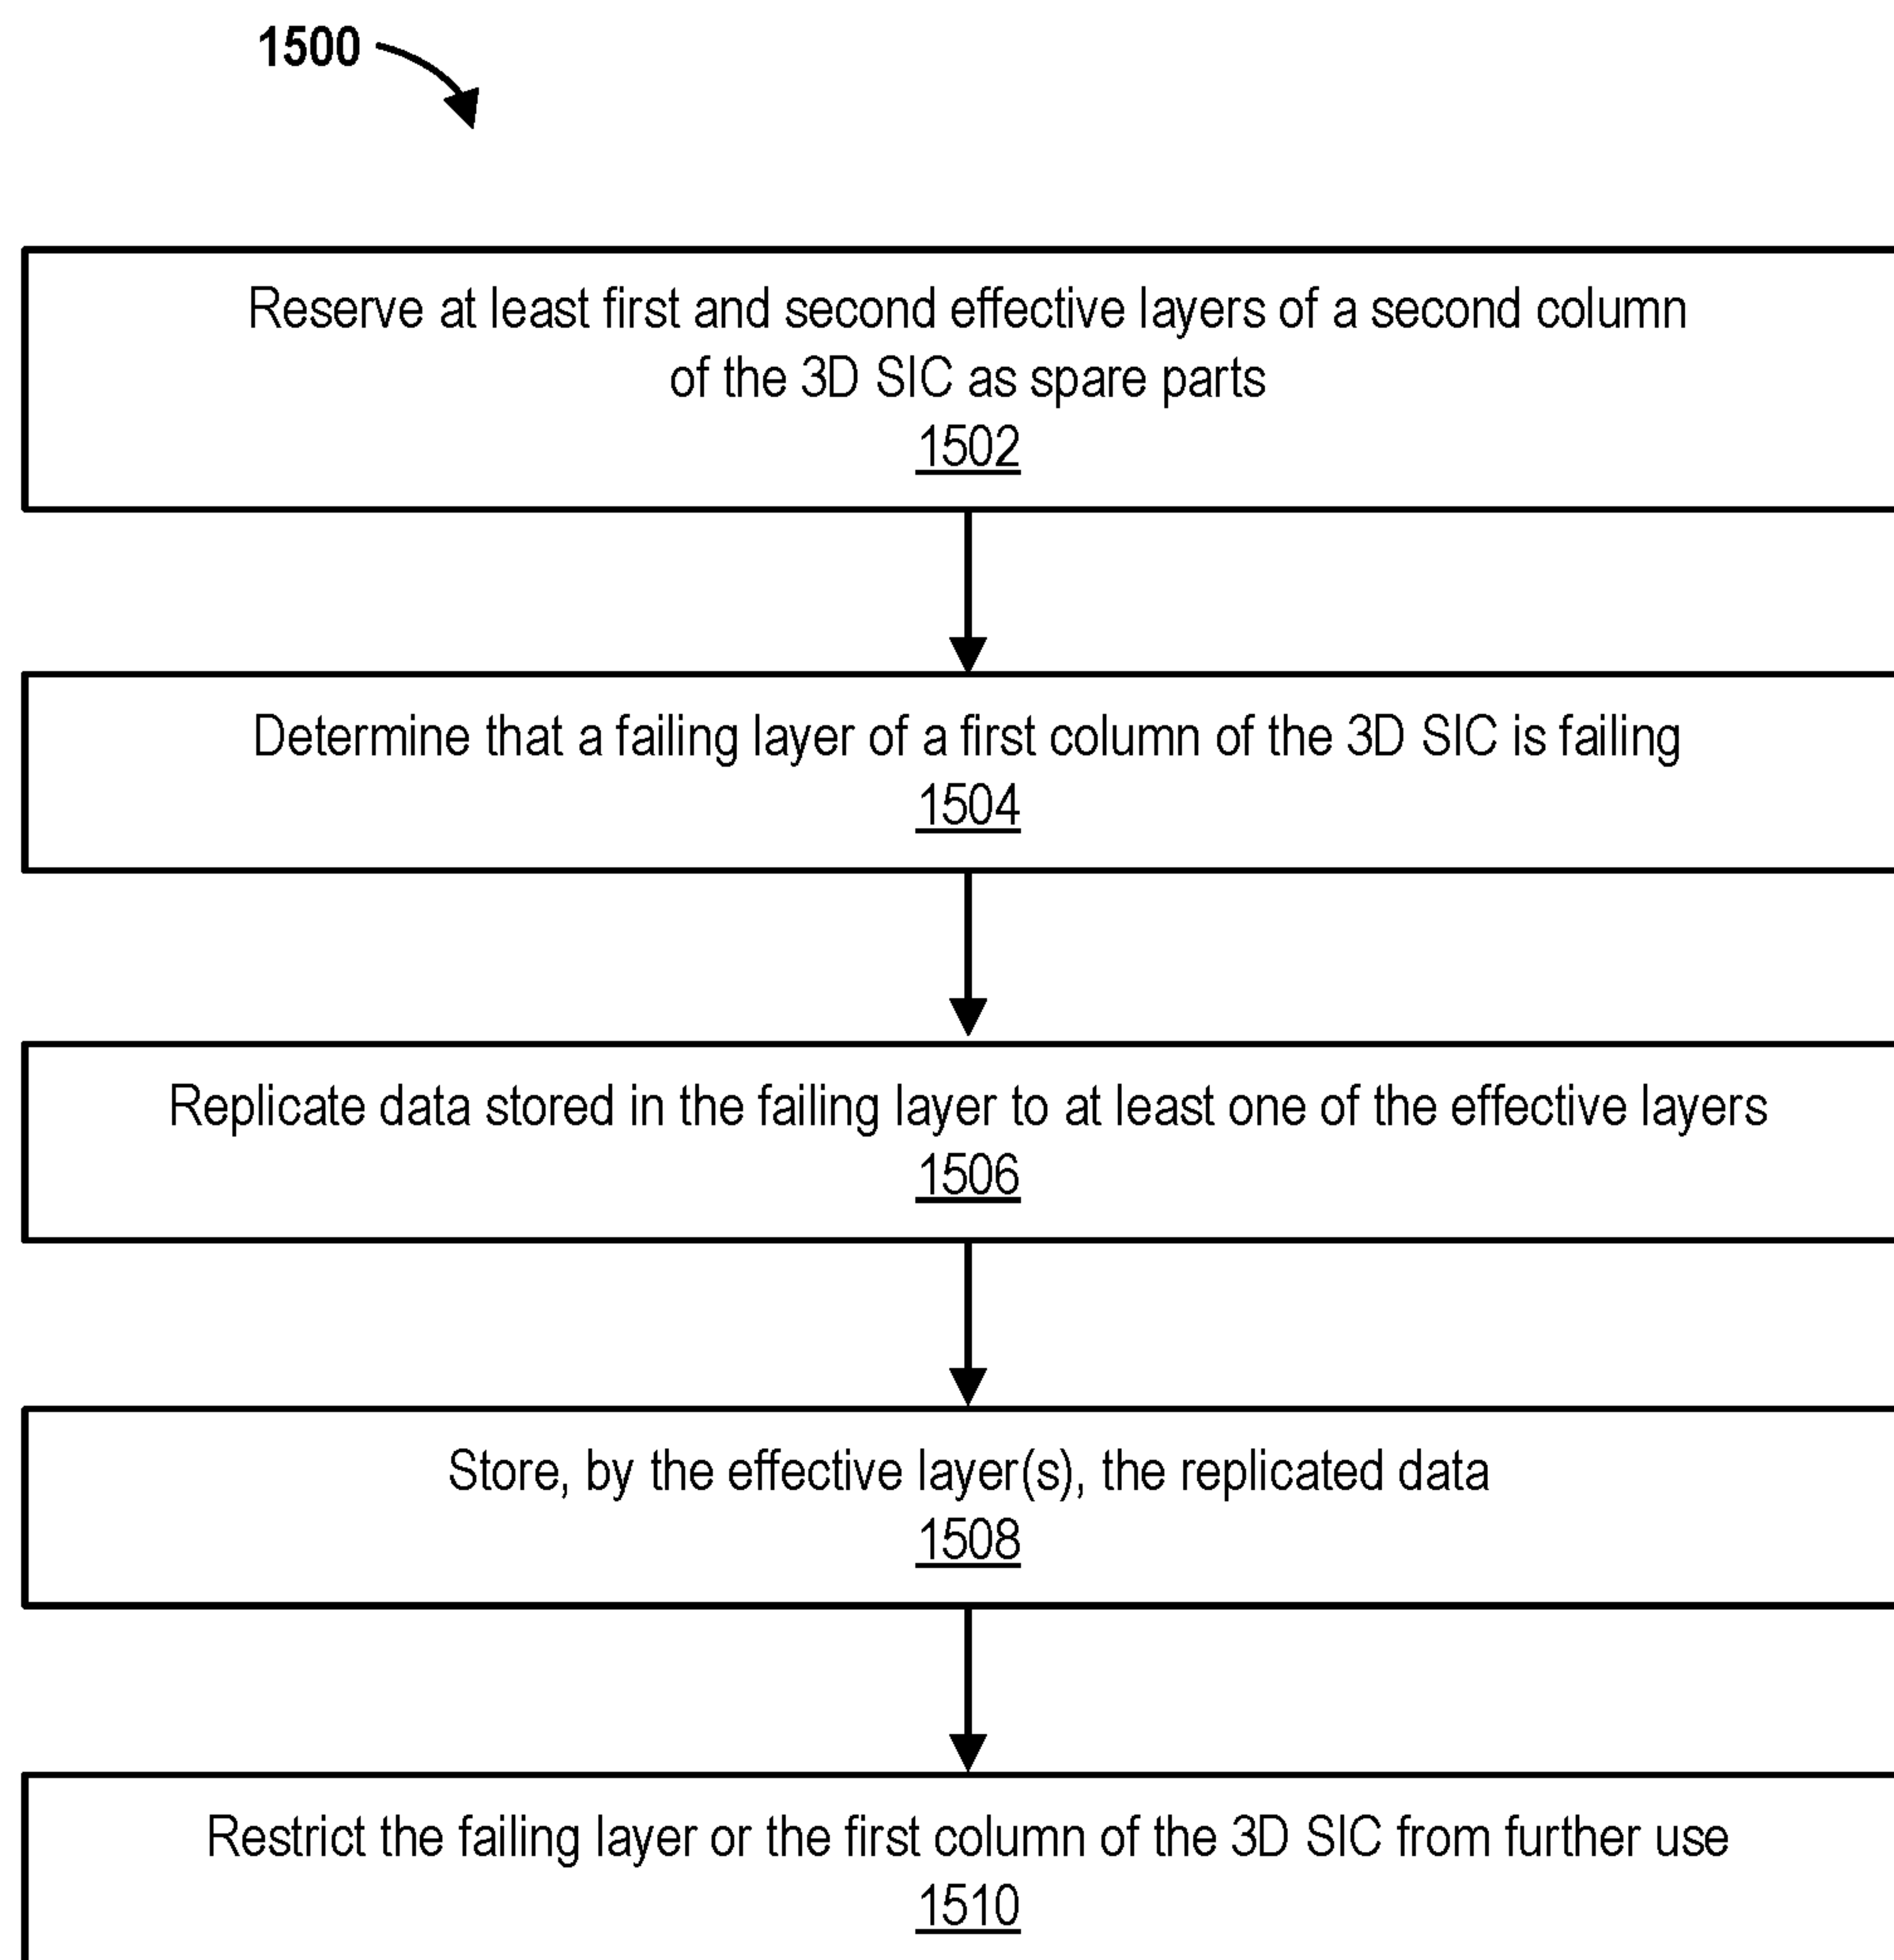 1500
Reserve at least first and second effective layers of a second column
of the 3D SIC as spare parts
1502
Determine that a failing layer of a first column of the 3D SIC is failing
1504
Replicate data stored in the failing layer to at least one of the effective layers
1506
Store, by the effective layer(s), the replicated data
1508
Restrict the failing layer or the first column of the 3D SIC from further use
1510